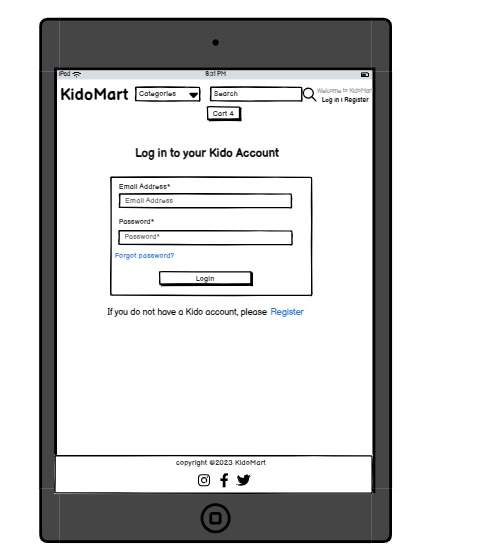 iPad 8:31 PM
KidoMart Categories Search Welcome to KidoMar
Log in | Register
Cart 4
Log in to your Kido Account
Email Address*
Email Address
Password*
Password*
Forgot password?
Login
If you do not have a Kido account, please Register
copyright ©2023 KidoMart